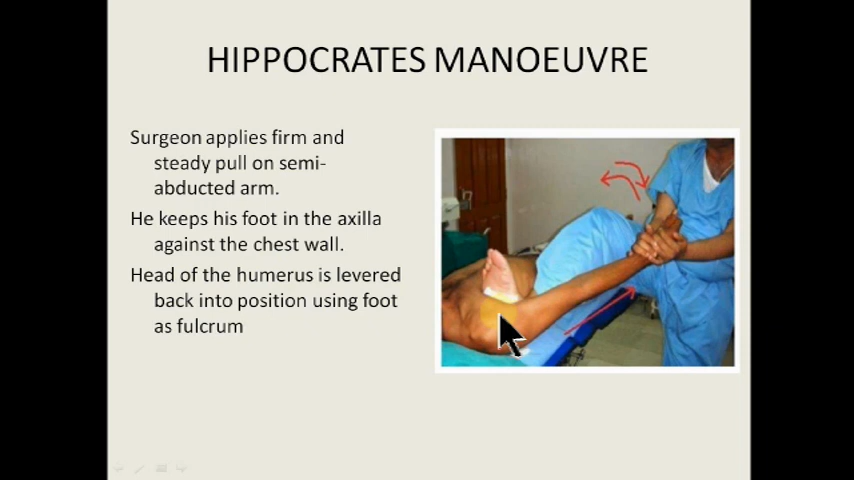 HIPPOCRATES MANOEUVRE
Surgeon applies firm and
steady pull on semi-
abducted arm.
He keeps his foot in the axilla
against the chest wall.
Head of the humerus is levered
back into position using foot
as fulcrum